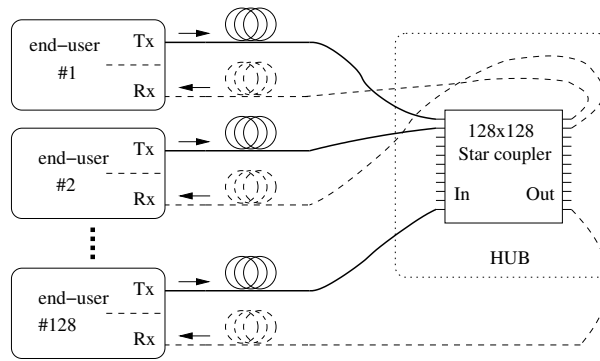 end−user
#1
Tx
Rx
end−user
#2
Tx
Rx
end−user
#128
Tx
Rx
128x128
Star coupler
In
Out
HUB